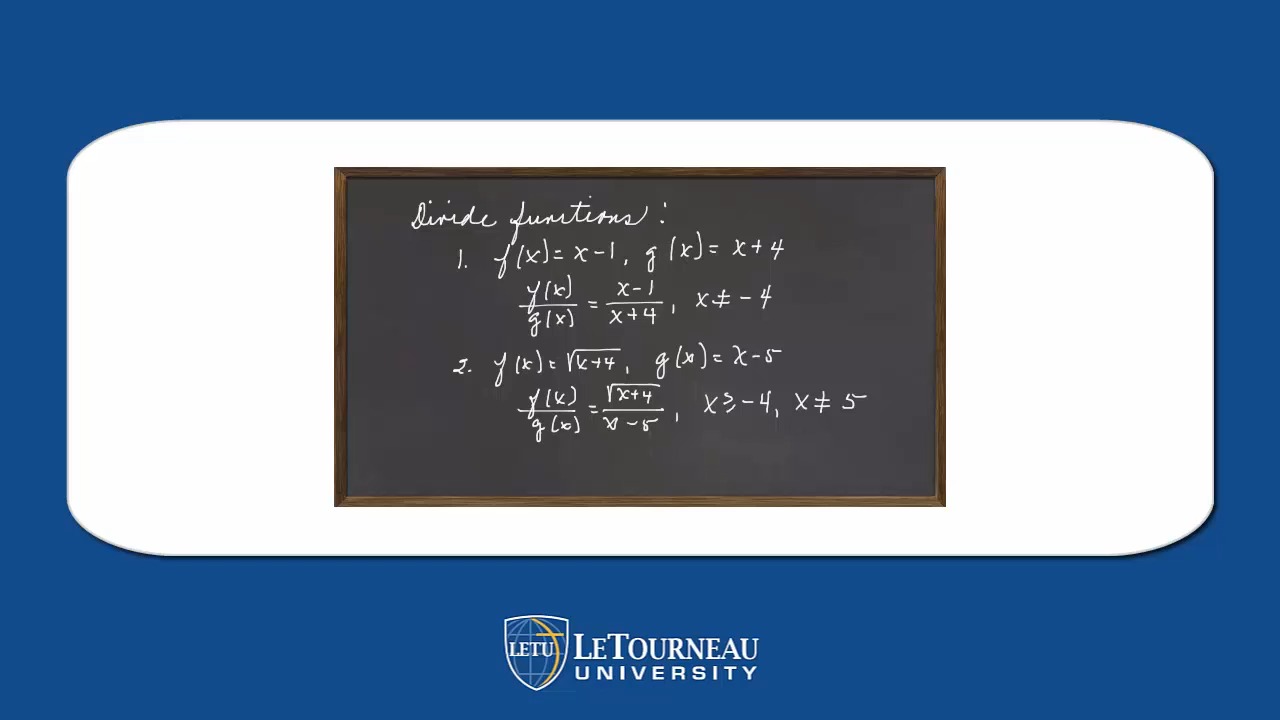 Divide functions:
1. f(x) = x - 1, g(x) = x + 4
f(x)/g(x) = x - 1/x + 4, x ≠ - 4
2. f(x) = √x+4, g(x) = x - 5
f(x)/g(x) = √x+4/x - 5, x ≥ -4, x ≠ 5
LETU
LETOURNEAU
UNIVERSITY